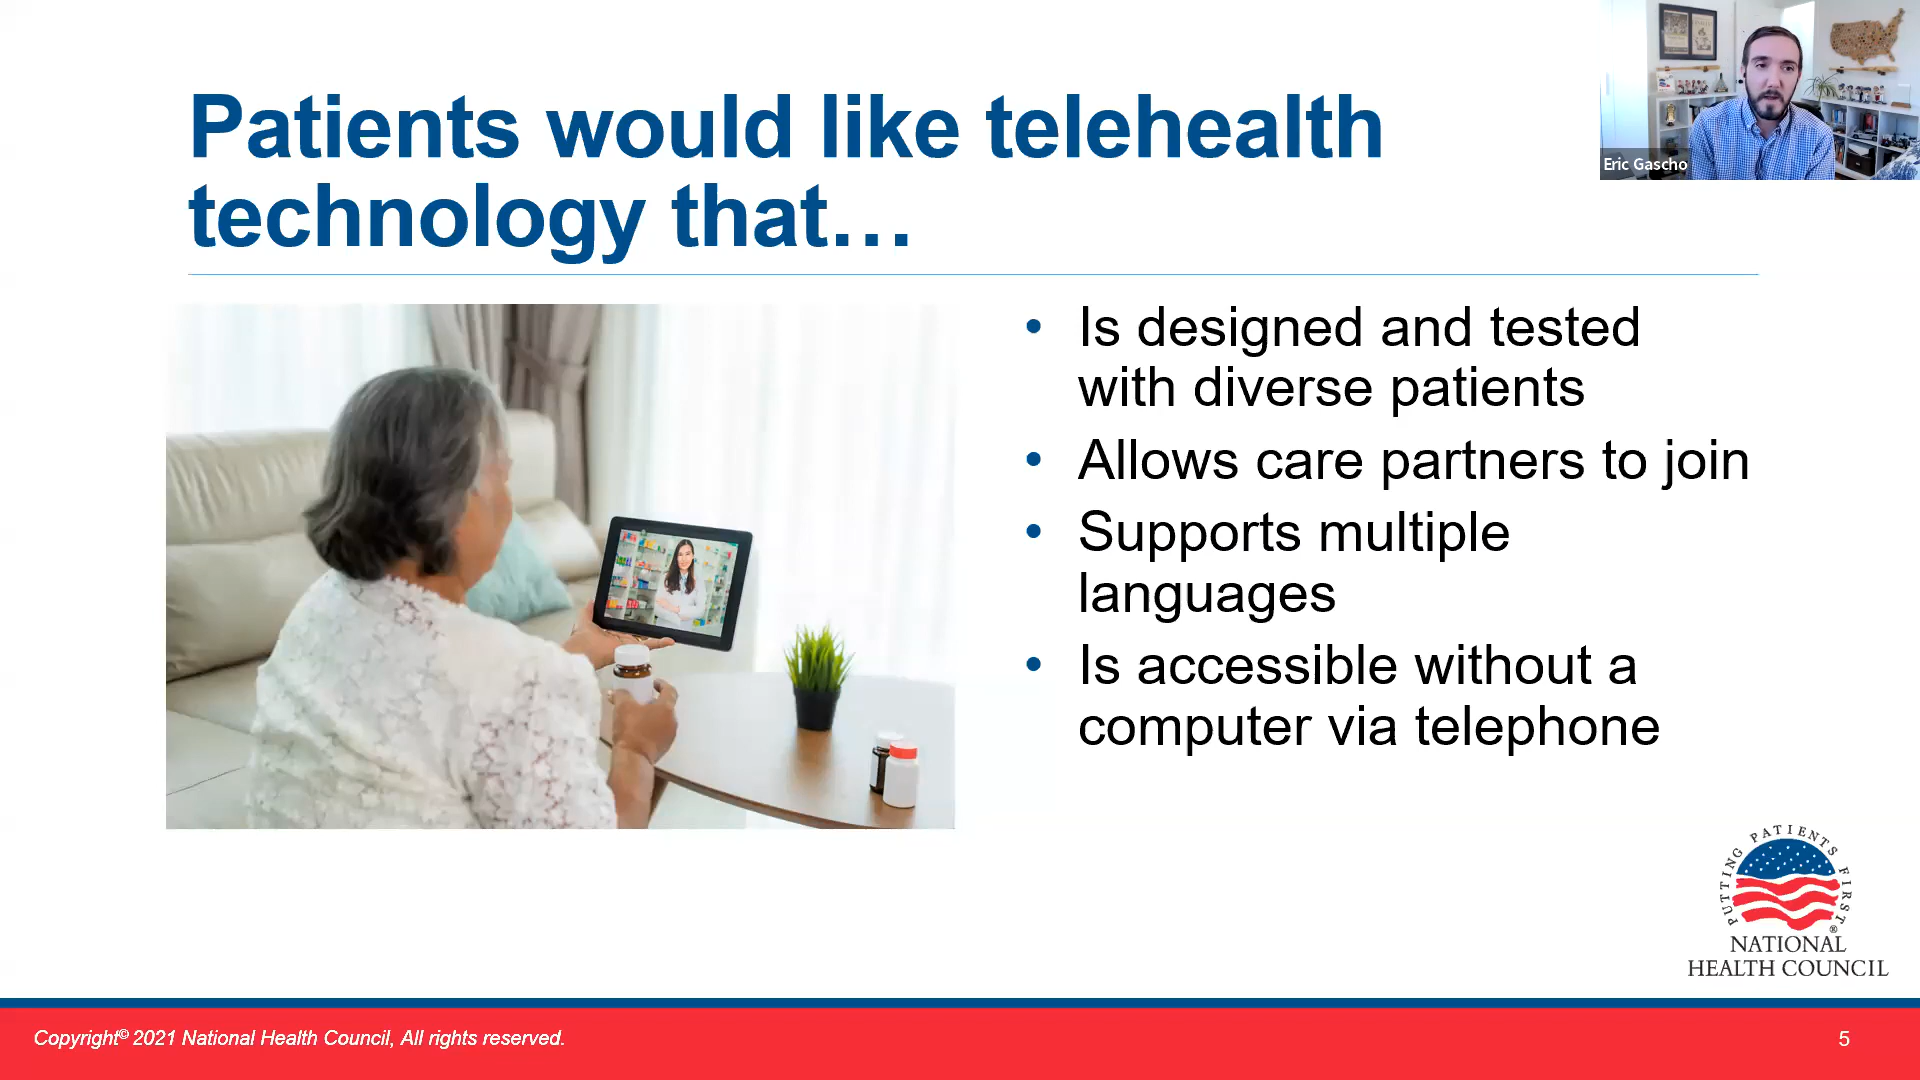 Patients would like telehealth
technology that…
Eric Gascho
• Is designed and tested
with diverse patients
• Allows care partners to join
• Supports multiple
languages
• Is accessible without a
computer via telephone
PUTTING PATIENTS FIRST
®
NATIONAL
HEALTH COUNCIL
Copyright© 2021 National Health Council, All rights reserved.
5